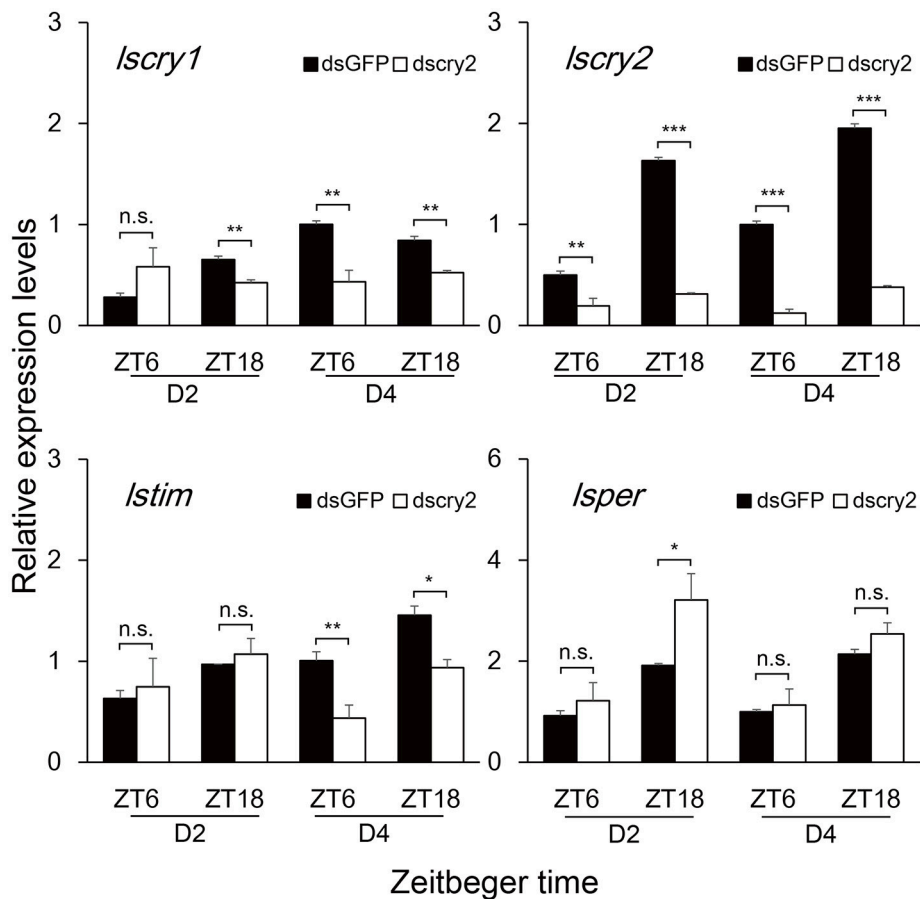 Relative expression levels
lscry1
dsGFP dscry2
3
2
1
0
n.s.
**
**
**
ZT6 ZT18 ZT6 ZT18
D2 D4
lscry2
dsGFP dscry2
3
2
1
0
**
***
***
***
ZT6 ZT18 ZT6 ZT18
D2 D4
lstim
dsGFP dscry2
3
2
1
0
n.s.
n.s.
**
*
ZT6 ZT18 ZT6 ZT18
D2 D4
lsper
dsGFP dscry2
6
4
2
0
n.s.
*
n.s.
n.s.
ZT6 ZT18 ZT6 ZT18
D2 D4
Zeitbeger time